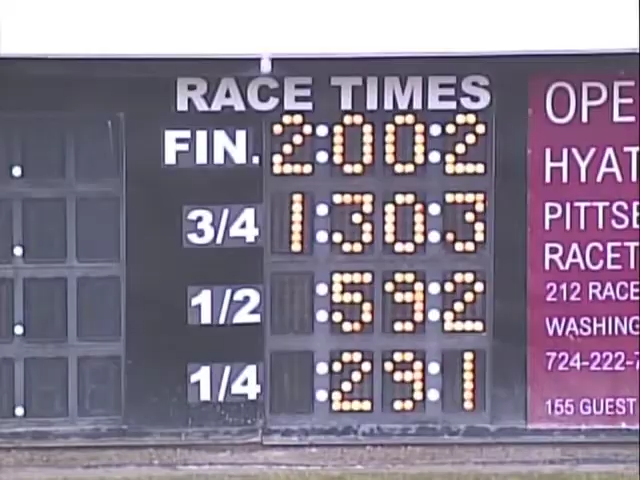 RACE TIMES
FIN. 2:00:2
3/4 1:30:3
1/2 :59:2
1/4 :29:1
OPE
HYAT
PITTSB
RACET
212 RACE
WASHING
724-222-7
155 GUEST